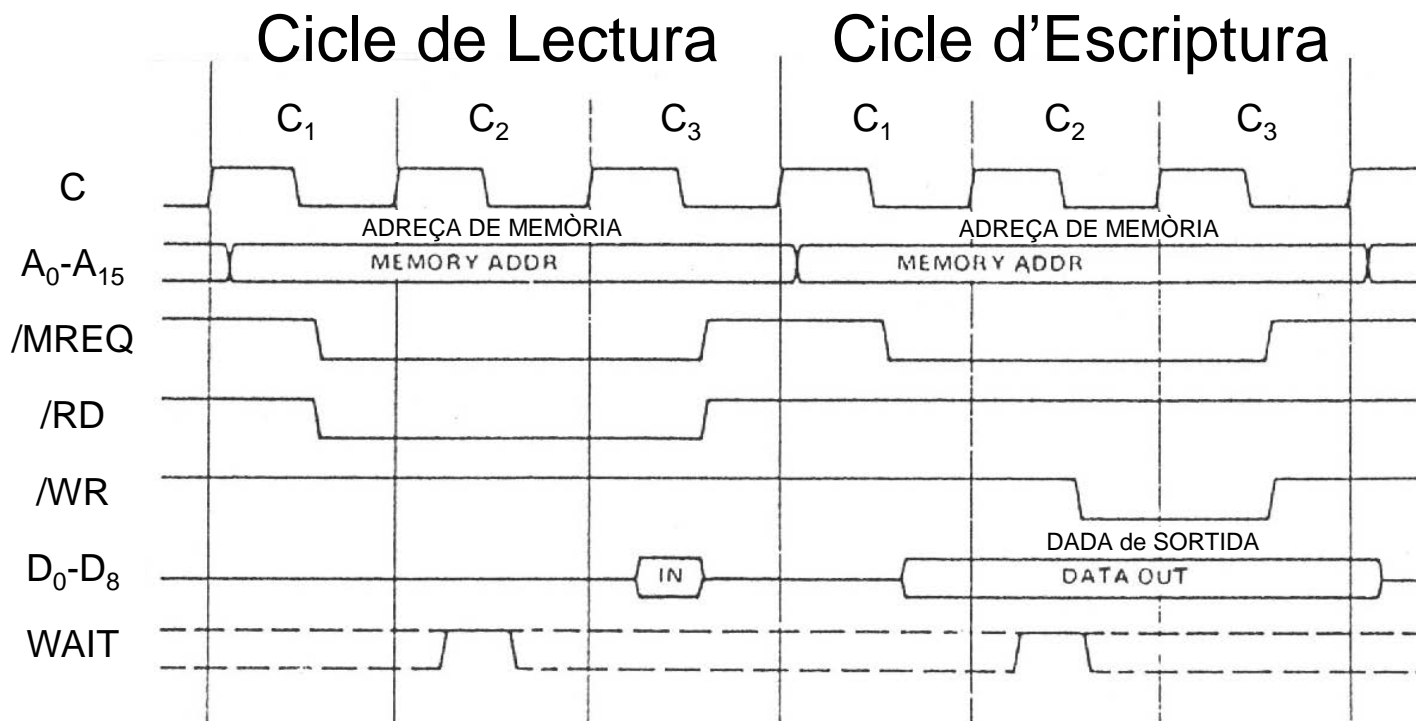 Cicle de Lectura Cicle d'Escriptura
C₁ C₂ C₃ C₁ C₂ C₃
C
ADREÇA DE MEMÒRIA ADREÇA DE MEMÒRIA
A₀-A₁₅ MEMORY ADDR MEMORY ADDR
/MREQ
/RD
/WR
DADA de SORTIDA
D₀-D₈ IN DATA OUT
WAIT